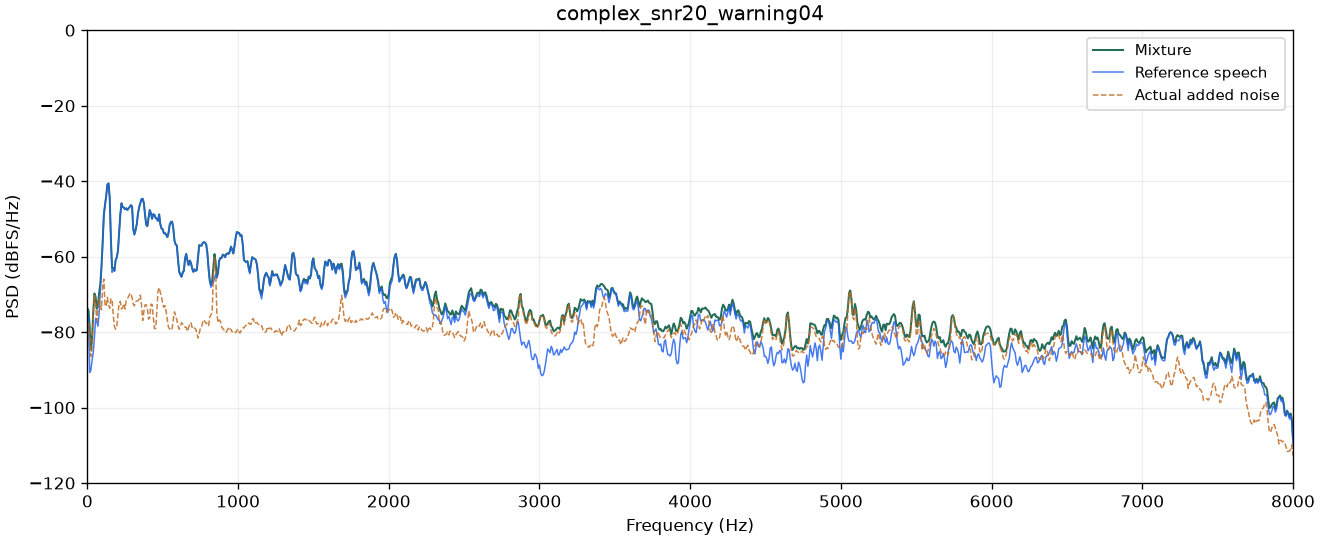 complex_snr20_warning04
Mixture
Reference speech
Actual added noise
PSD (dBFS/Hz)
0
−20
−40
−60
−80
−100
−120
0 1000 2000 3000 4000 5000 6000 7000 8000
Frequency (Hz)